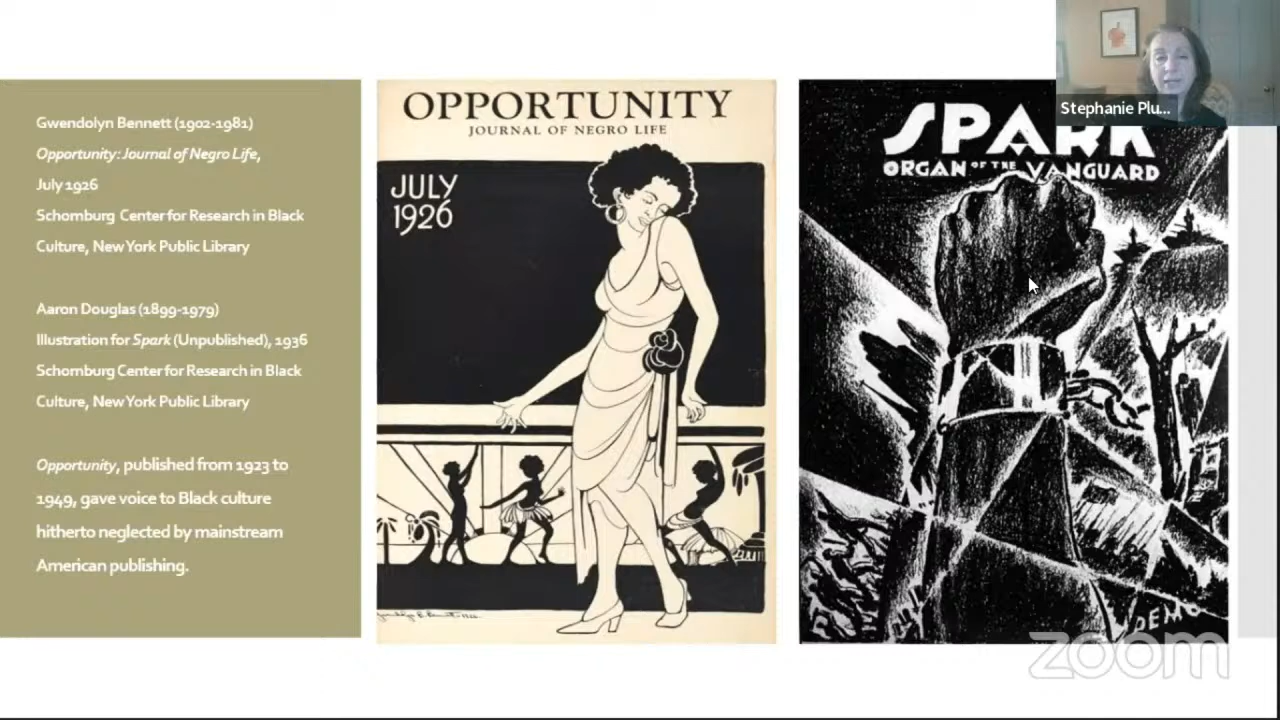 Gwendolyn Bennett (1902-1981)
Opportunity: Journal of Negro Life,
July 1926
Schomburg Center for Research in Black
Culture, New York Public Library
Aaron Douglas (1899-1979)
Illustration for Spark (Unpublished), 1936
Schomburg Center for Research in Black
Culture, New York Public Library
Opportunity, published from 1923 to
1949, gave voice to Black culture
hitherto neglected by mainstream
American publishing.
OPPORTUNITY
JOURNAL OF NEGRO LIFE
JULY
1926
SPARK
ORGAN OF THE VANGUARD
Stephanie Plu...
zoom